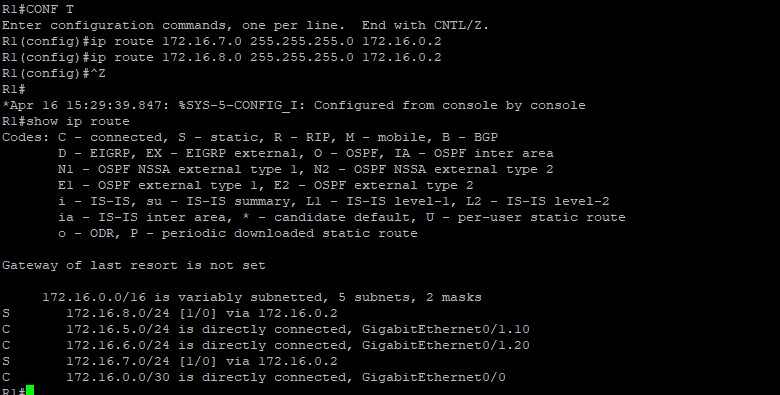 R1#CONF T
Enter configuration commands, one per line.  End with CNTL/Z.
R1(config)#ip route 172.16.7.0 255.255.255.0 172.16.0.2
R1(config)#ip route 172.16.8.0 255.255.255.0 172.16.0.2
R1(config)#^Z
R1#
*Apr 16 15:29:39.847: %SYS-5-CONFIG_I: Configured from console by console
R1#show ip route
Codes: C - connected, S - static, R - RIP, M - mobile, B - BGP
       D - EIGRP, EX - EIGRP external, O - OSPF, IA - OSPF inter area
       N1 - OSPF NSSA external type 1, N2 - OSPF NSSA external type 2
       E1 - OSPF external type 1, E2 - OSPF external type 2
       i - IS-IS, su - IS-IS summary, L1 - IS-IS level-1, L2 - IS-IS level-2
       ia - IS-IS inter area, * - candidate default, U - per-user static route
       o - ODR, P - periodic downloaded static route
Gateway of last resort is not set
     172.16.0.0/16 is variably subnetted, 5 subnets, 2 masks
S       172.16.8.0/24 [1/0] via 172.16.0.2
C       172.16.5.0/24 is directly connected, GigabitEthernet0/1.10
C       172.16.6.0/24 is directly connected, GigabitEthernet0/1.20
S       172.16.7.0/24 [1/0] via 172.16.0.2
C       172.16.0.0/30 is directly connected, GigabitEthernet0/0
R1#